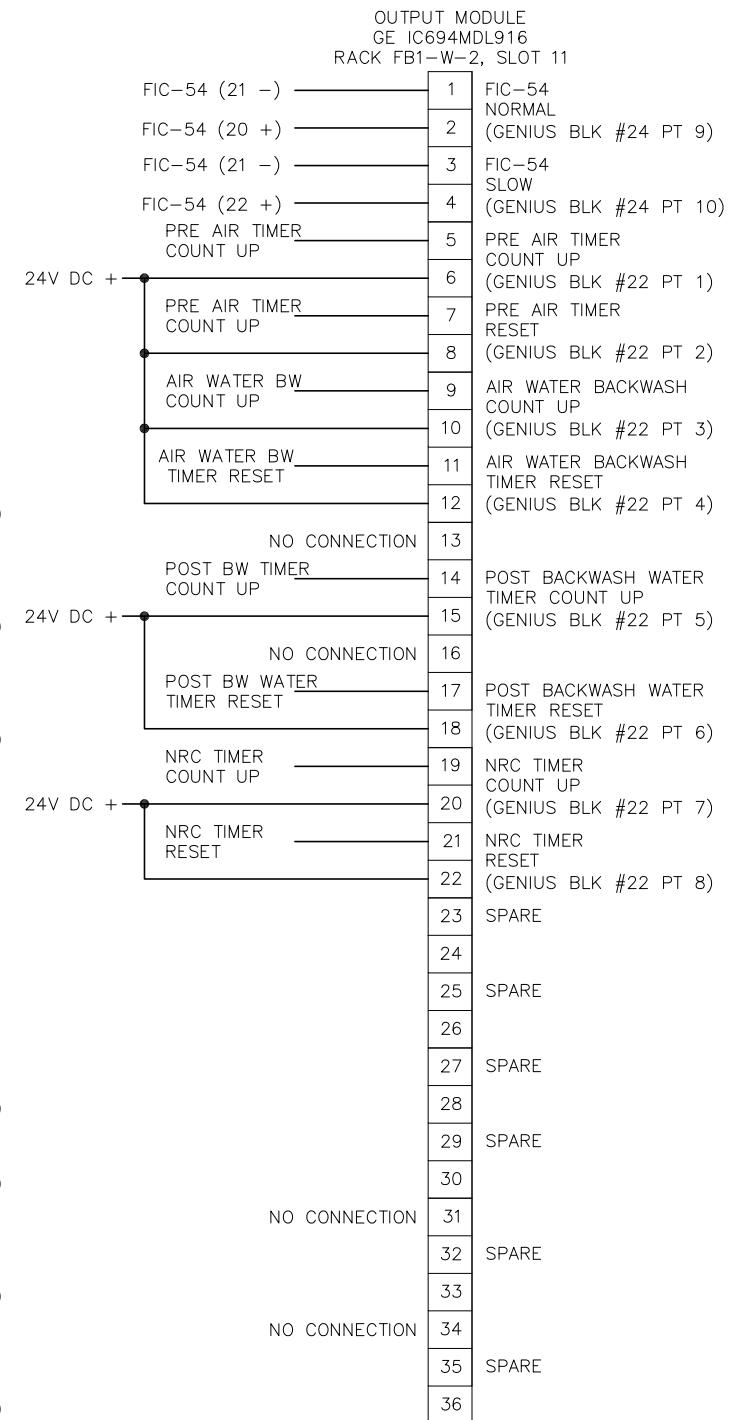 OUTPUT MODULE
GE IC694MDL916
RACK FB1-W-2, SLOT 11
FIC-54 (21 -) 1 FIC-54
NORMAL
FIC-54 (20 +) 2 (GENIUS BLK #24 PT 9)
FIC-54 (21 -) 3 FIC-54
SLOW
FIC-54 (22 +) 4 (GENIUS BLK #24 PT 10)
PRE AIR TIMER
COUNT UP
5 PRE AIR TIMER
COUNT UP
24V DC + 6 (GENIUS BLK #22 PT 1)
PRE AIR TIMER
COUNT UP
7 PRE AIR TIMER
RESET
8 (GENIUS BLK #22 PT 2)
AIR WATER BW
COUNT UP
9 AIR WATER BACKWASH
COUNT UP
10 (GENIUS BLK #22 PT 3)
AIR WATER BW
TIMER RESET
11 AIR WATER BACKWASH
TIMER RESET
12 (GENIUS BLK #22 PT 4)
NO CONNECTION 13
POST BW TIMER
COUNT UP
14 POST BACKWASH WATER
TIMER COUNT UP
24V DC + 15 (GENIUS BLK #22 PT 5)
NO CONNECTION 16
POST BW WATER
TIMER RESET
17 POST BACKWASH WATER
TIMER RESET
18 (GENIUS BLK #22 PT 6)
NRC TIMER
COUNT UP
19 NRC TIMER
COUNT UP
24V DC + 20 (GENIUS BLK #22 PT 7)
NRC TIMER
RESET
21 NRC TIMER
RESET
22 (GENIUS BLK #22 PT 8)
23 SPARE
24
25 SPARE
26
27 SPARE
28
29 SPARE
30
NO CONNECTION 31
32 SPARE
33
NO CONNECTION 34
35 SPARE
36